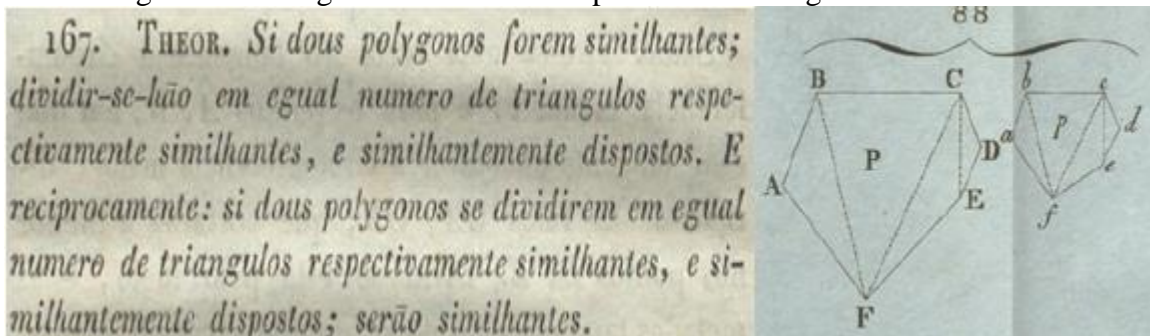 167. THEOR. Si dous polygonos forem similhantes;
dividir-se-hão em egual numero de triangulos respe-
ctivamente similhantes, e similhantemente dispostos. E
reciprocamente: si dous polygonos se dividirem em egual
numero de triangulos respectivamente similhantes, e si-
milhantemente dispostos; serão similhantes.
88
B C b c
P p d
D a
A E e
f
F